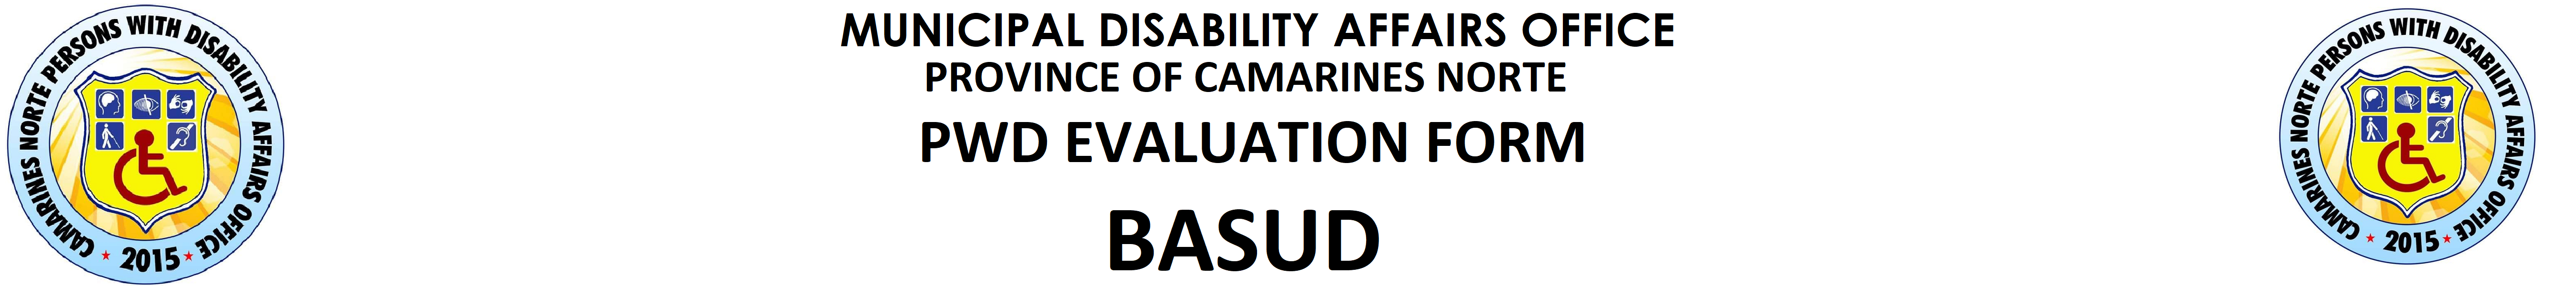 CAMARINES NORTE PERSONS WITH DISABILITY AFFAIRS OFFICE
2015
MUNICIPAL DISABILITY AFFAIRS OFFICE
PROVINCE OF CAMARINES NORTE
PWD EVALUATION FORM
BASUD
CAMARINES NORTE PERSONS WITH DISABILITY AFFAIRS OFFICE
2015